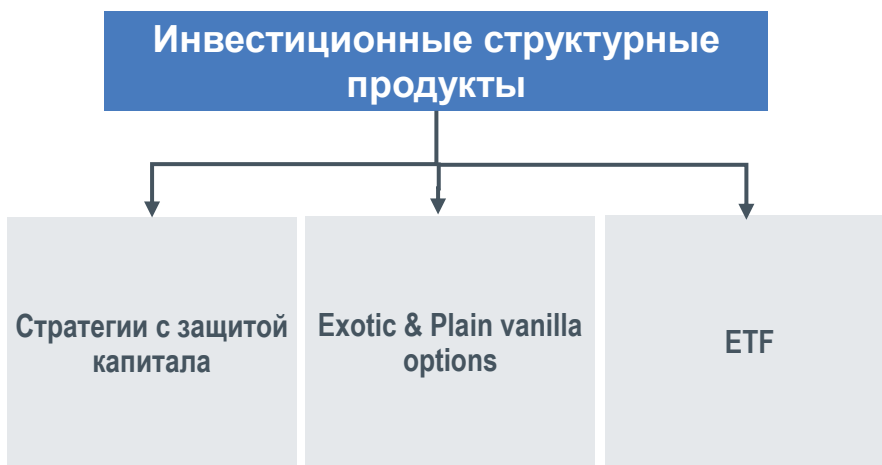 Инвестиционные структурные
продукты
Стратегии с защитой
капитала
Exotic & Plain vanilla
options
ETF